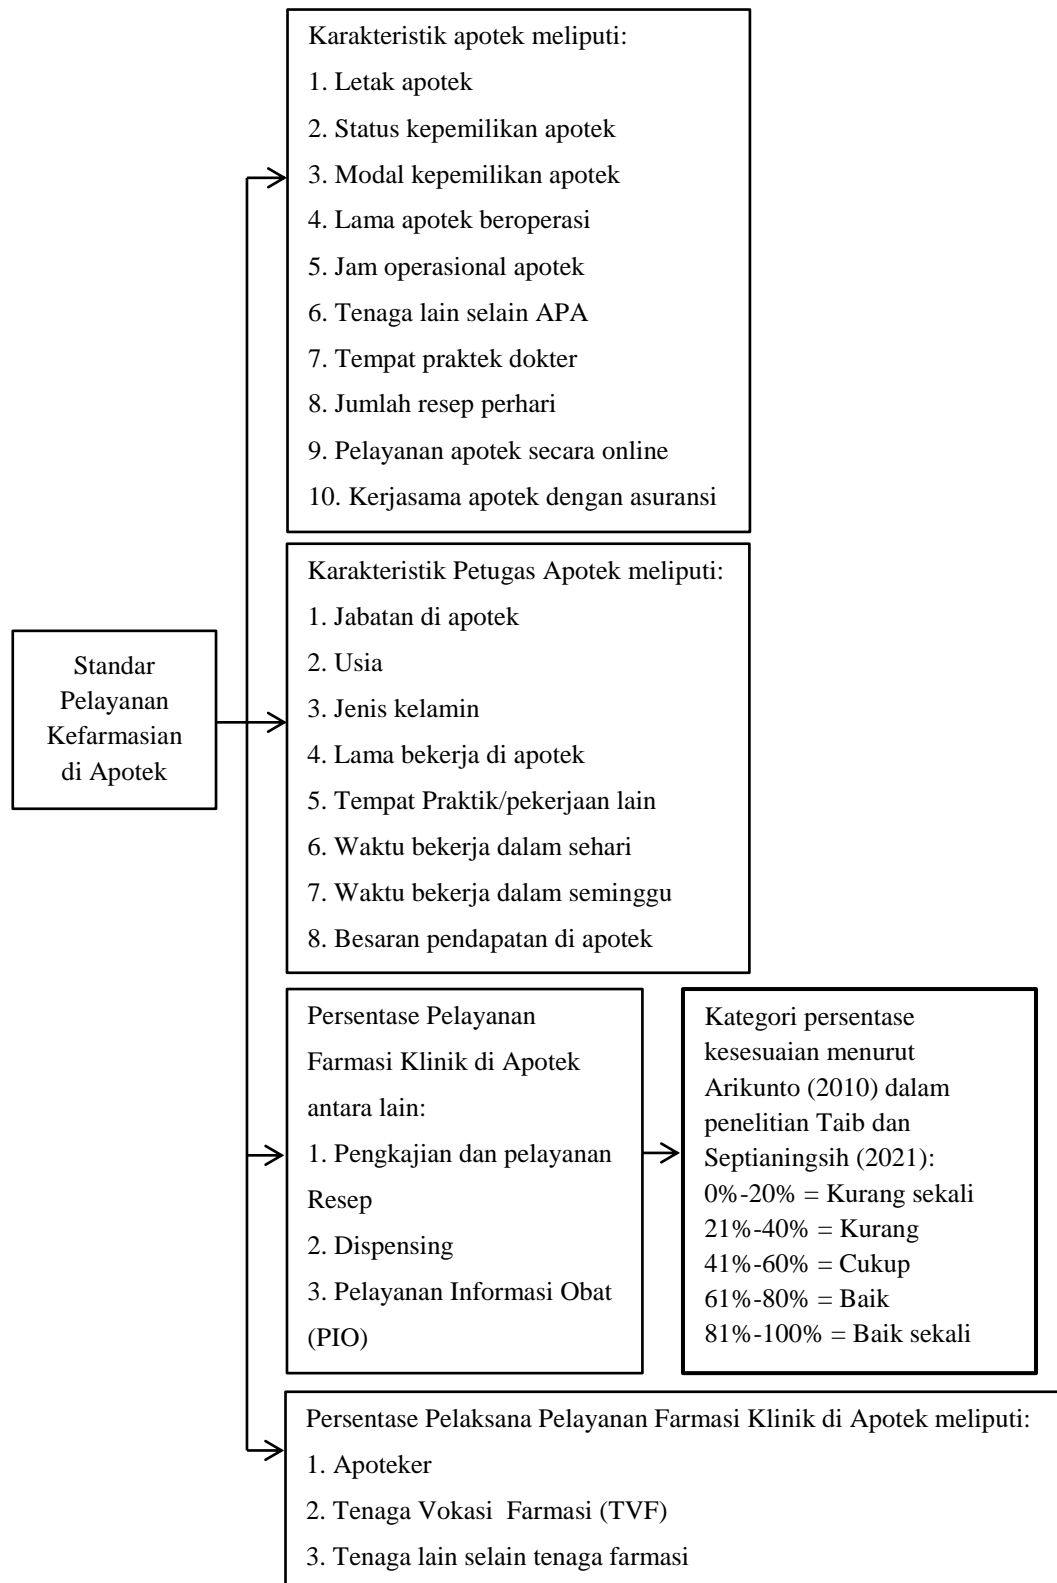 Karakteristik apotek meliputi:
1. Letak apotek
2. Status kepemilikan apotek
3. Modal kepemilikan apotek
4. Lama apotek beroperasi
5. Jam operasional apotek
6. Tenaga lain selain APA
7. Tempat praktek dokter
8. Jumlah resep perhari
9. Pelayanan apotek secara online
10. Kerjasama apotek dengan asuransi
Standar
Pelayanan
Kefarmasian
di Apotek
Karakteristik Petugas Apotek meliputi:
1. Jabatan di apotek
2. Usia
3. Jenis kelamin
4. Lama bekerja di apotek
5. Tempat Praktik/pekerjaan lain
6. Waktu bekerja dalam sehari
7. Waktu bekerja dalam seminggu
8. Besaran pendapatan di apotek
Persentase Pelayanan
Farmasi Klinik di Apotek
antara lain:
1. Pengkajian dan pelayanan
Resep
2. Dispensing
3. Pelayanan Informasi Obat
(PIO)
Kategori persentase
kesesuaian menurut
Arikunto (2010) dalam
penelitian Taib dan
Septianingsih (2021):
0%-20% = Kurang sekali
21%-40% = Kurang
41%-60% = Cukup
61%-80% = Baik
81%-100% = Baik sekali
Persentase Pelaksana Pelayanan Farmasi Klinik di Apotek meliputi:
1. Apoteker
2. Tenaga Vokasi Farmasi (TVF)
3. Tenaga lain selain tenaga farmasi